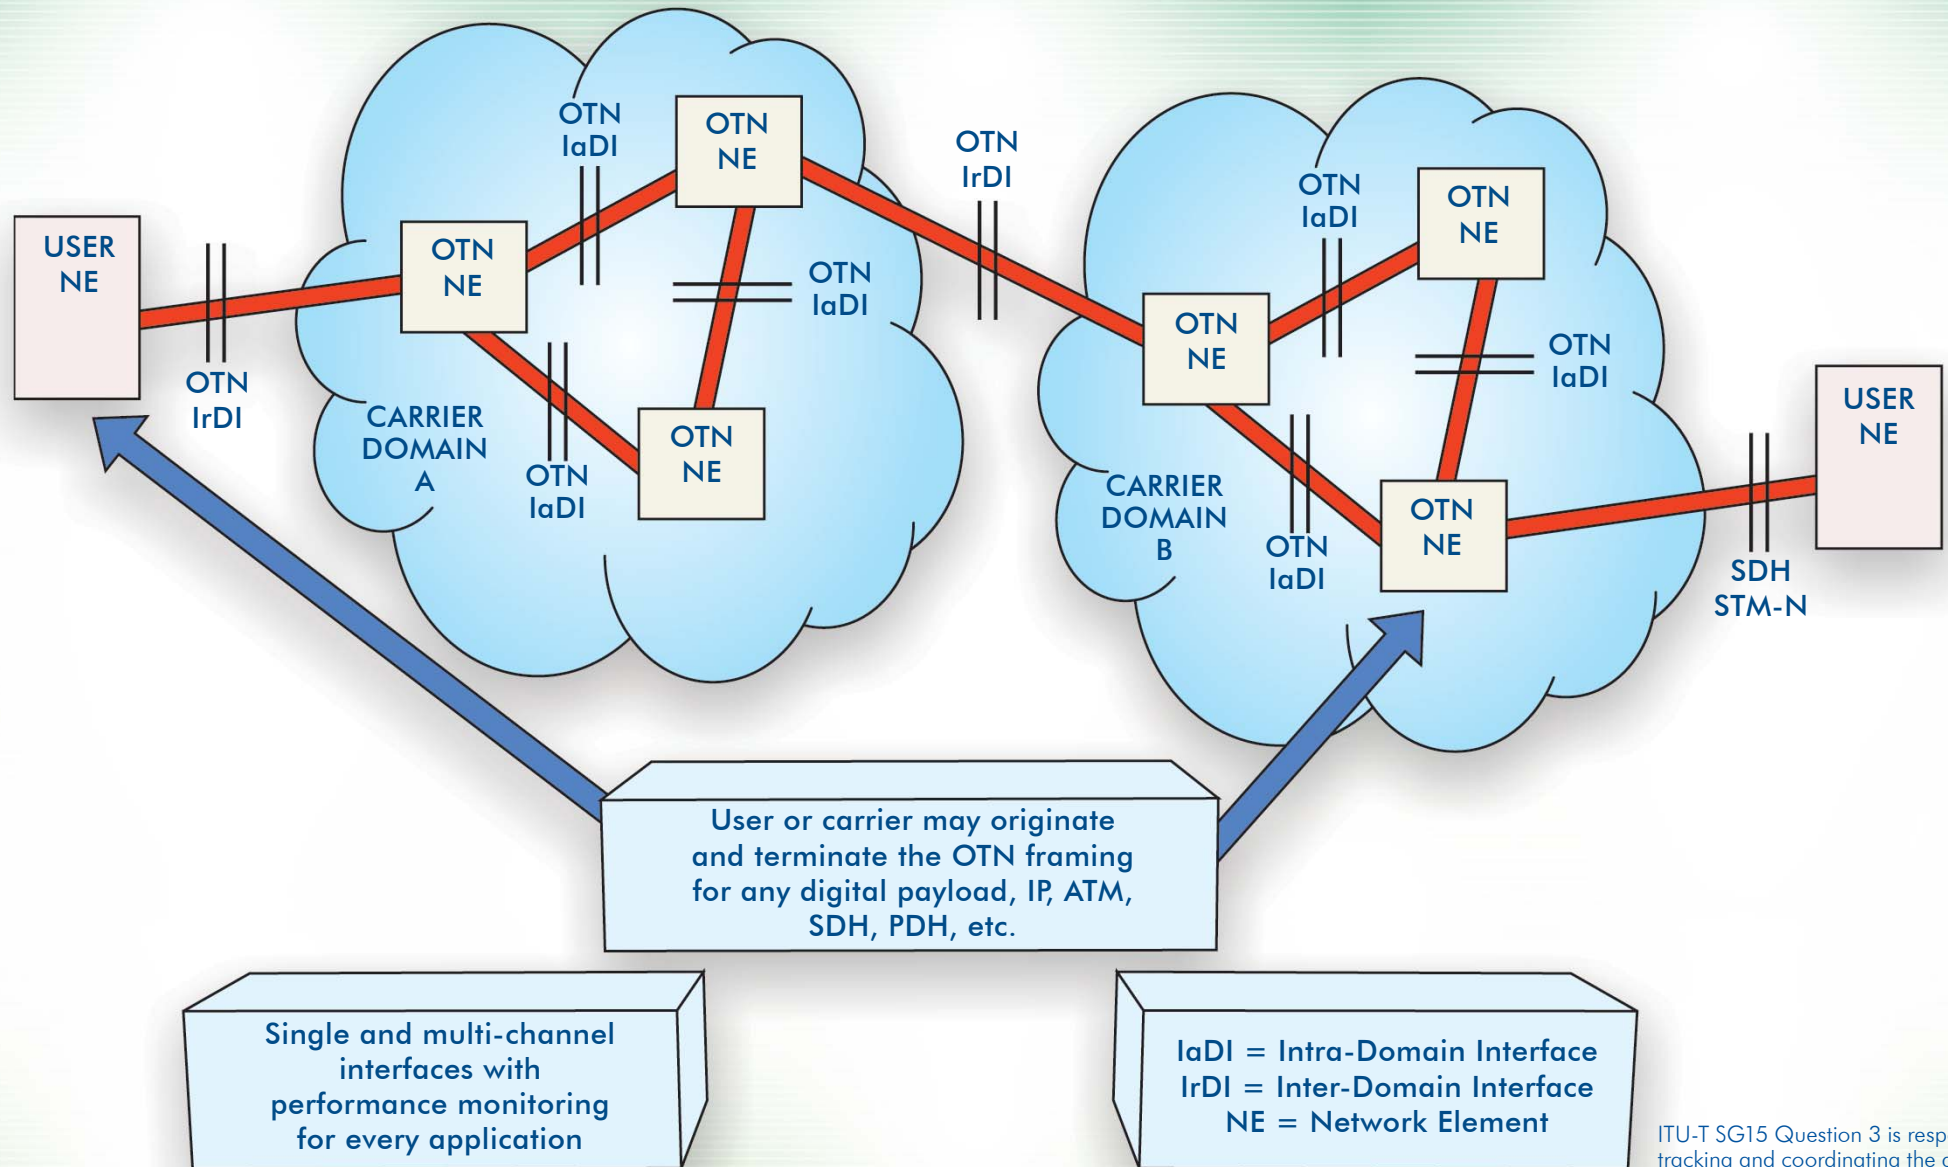 OTN
IaDI
OTN
NE
OTN
IrDI
OTN
IaDI
OTN
NE
USER
NE
OTN
NE
OTN
IaDI
OTN
NE
OTN
IaDI
OTN
IrDI
CARRIER
DOMAIN
A
OTN
IaDI
OTN
NE
CARRIER
DOMAIN
B
OTN
IaDI
OTN
NE
USER
NE
SDH
STM-N
User or carrier may originate
and terminate the OTN framing
for any digital payload, IP, ATM,
SDH, PDH, etc.
Single and multi-channel
interfaces with
performance monitoring
for every application
IaDI = Intra-Domain Interface
IrDI = Inter-Domain Interface
NE = Network Element
ITU-T SG15 Question 3 is
tracking and coordinating the